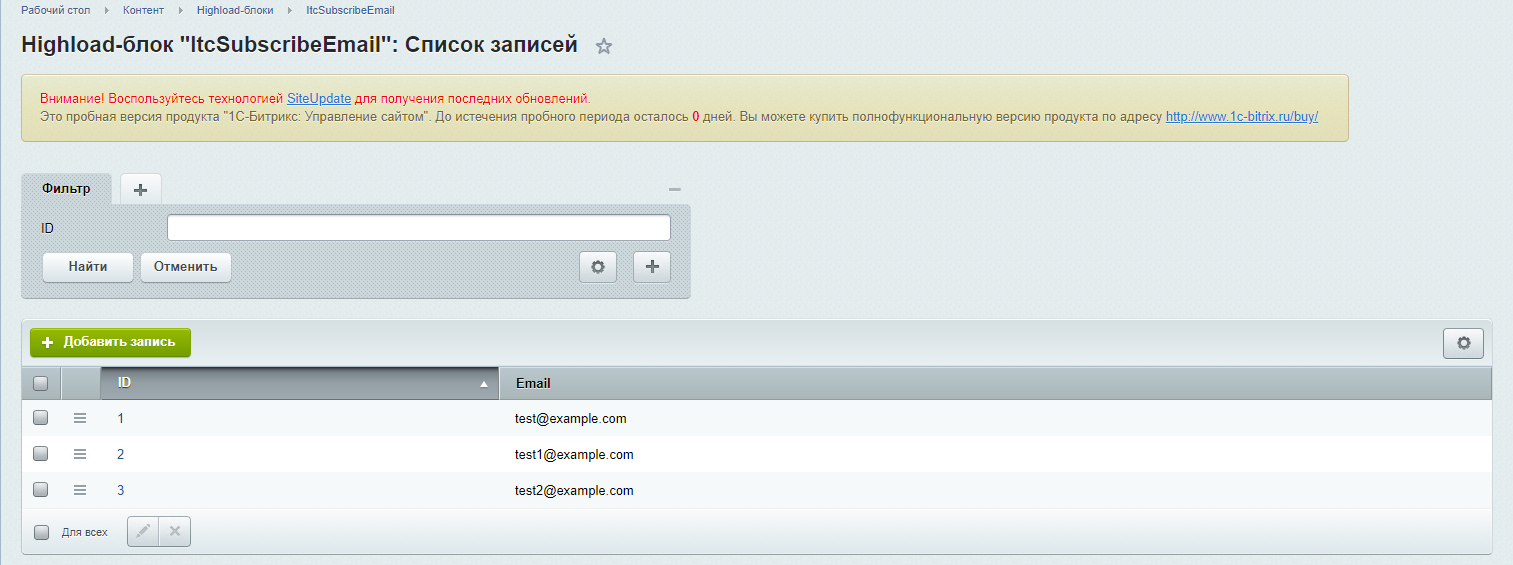 Рабочий стол Контент Highload-блоки ItcSubscribeEmail
Highload-блок "ItcSubscribeEmail": Список записей
Внимание! Воспользуйтесь технологией SiteUpdate для получения последних обновлений.
Это пробная версия продукта "1С-Битрикс: Управление сайтом". До истечения пробного периода осталось 0 дней. Вы можете купить полнофункциональную версию продукта по адресу http://www.1c-bitrix.ru/buy/
Фильтр
ID
Найти Отменить
Добавить запись
ID Email
1 test@example.com
2 test1@example.com
3 test2@example.com
Для всех